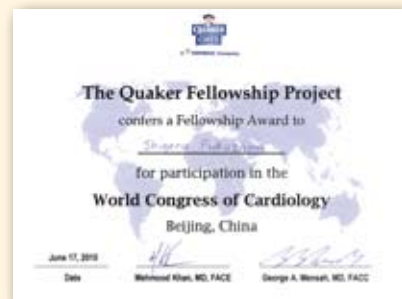 QUAKER
The Quaker Fellowship Project
confers a Fellowship Award to
for participation in the
World Congress of Cardiology
Beijing, China
June 17, 2010
Date
Mehmood Khan, MD, FACE
George A. Mensah, MD, FACC